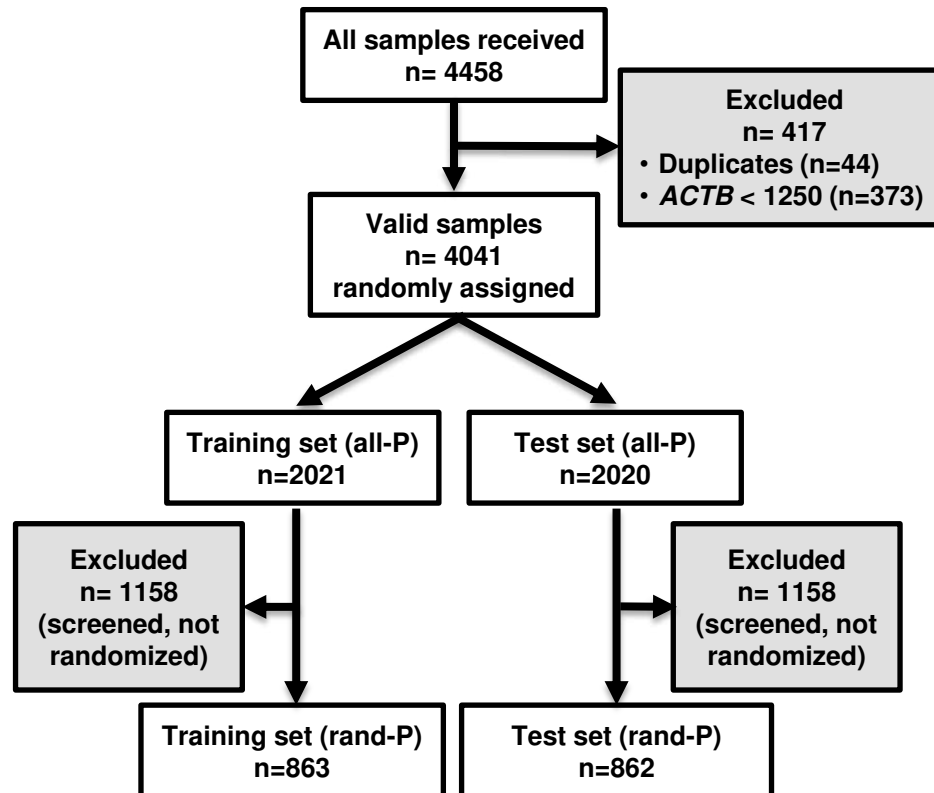 All samples received
n= 4458
Excluded
n= 417
• Duplicates (n=44)
• ACTB < 1250 (n=373)
Valid samples
n= 4041
randomly assigned
Training set (all-P)
n=2021
Test set (all-P)
n=2020
Excluded
n= 1158
(screened, not
randomized)
Excluded
n= 1158
(screened, not
randomized)
Training set (rand-P)
n=863
Test set (rand-P)
n=862